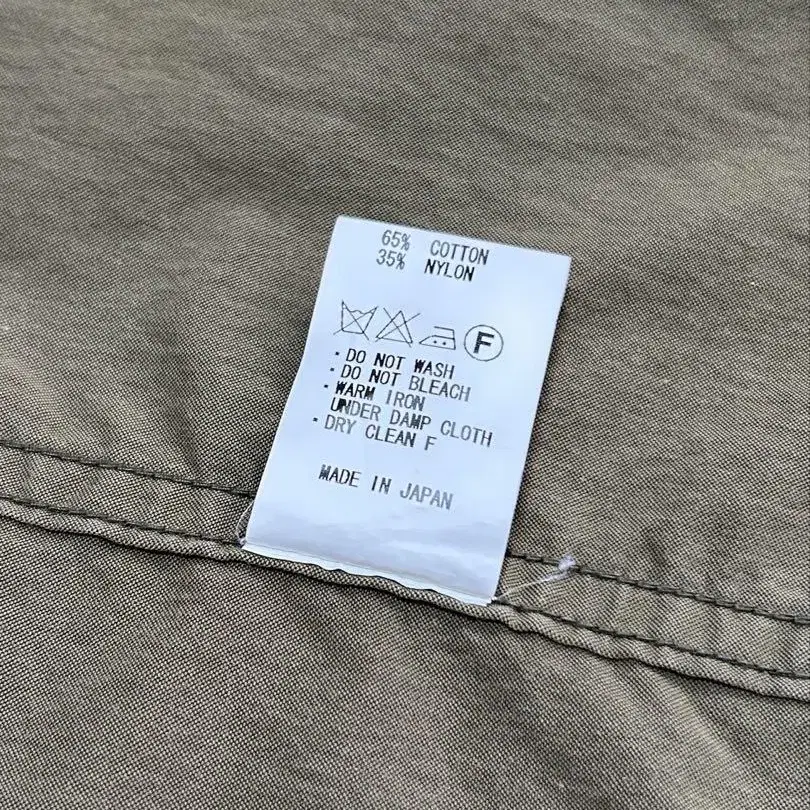 65% COTTON
35% NYLON
F
・DO NOT WASH
・DO NOT BLEACH
・WARM IRON
UNDER DAMP CLOTH
・DRY CLEAN F
MADE IN JAPAN